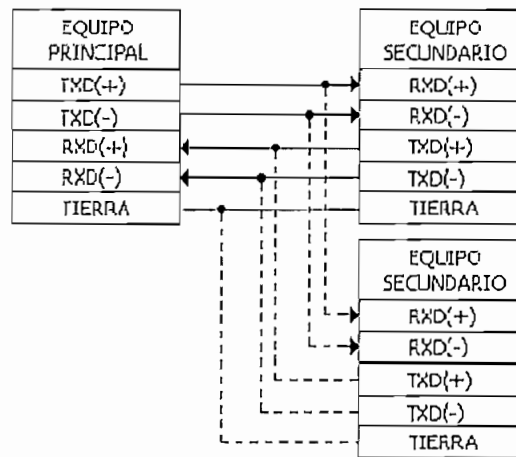 EQUIPO
PRINCIPAL
TXD(+)
TXD(-)
RXD(+)
RXD(-)
TIERRA
EQUIPO
SECUNDARIO
RXD(+)
RXD(-)
TXD(+)
TXD(-)
TIERRA
EQUIPO
SECUNDARIO
RXD(+)
RXD(-)
TXD(+)
TXD(-)
TIERRA